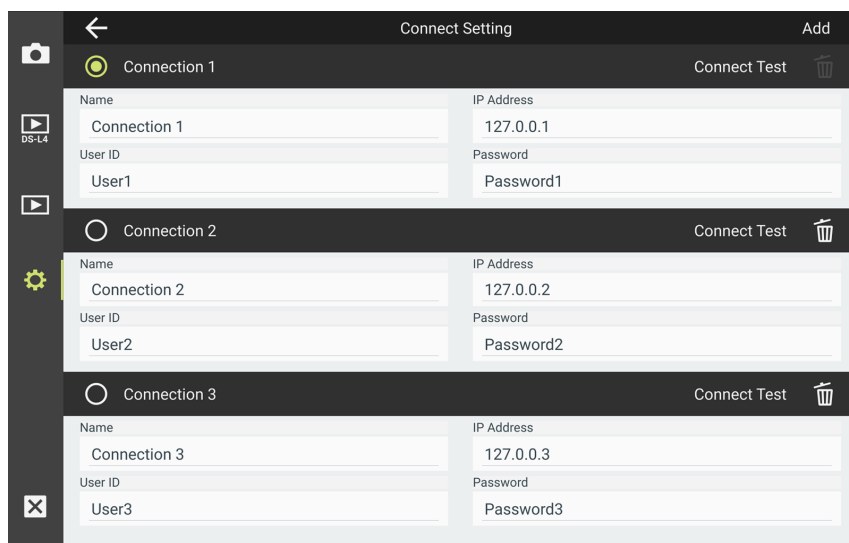 Connect Setting Add
Connection 1 Connect Test
Name IP Address
Connection 1 127.0.0.1
DS-L4
User ID Password
User1 Password1
Connection 2 Connect Test
Name IP Address
Connection 2 127.0.0.2
User ID Password
User2 Password2
Connection 3 Connect Test
Name IP Address
Connection 3 127.0.0.3
User ID Password
User3 Password3